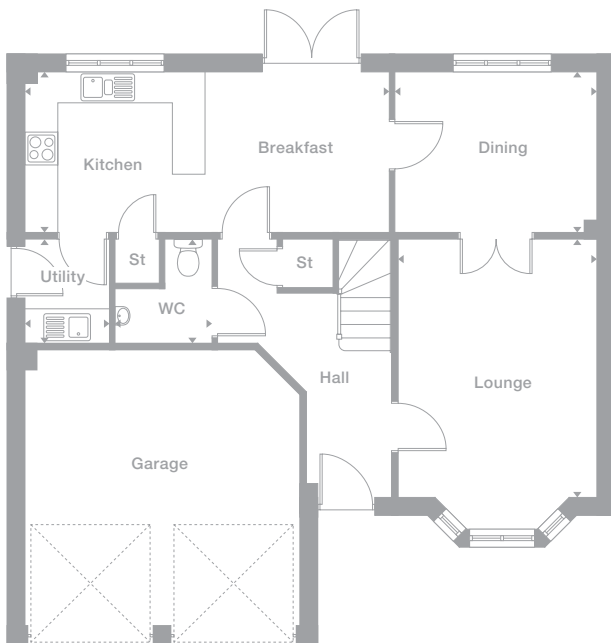 Kitchen
Breakfast
Dining
St
St
Utility
WC
Hall
Lounge
Garage